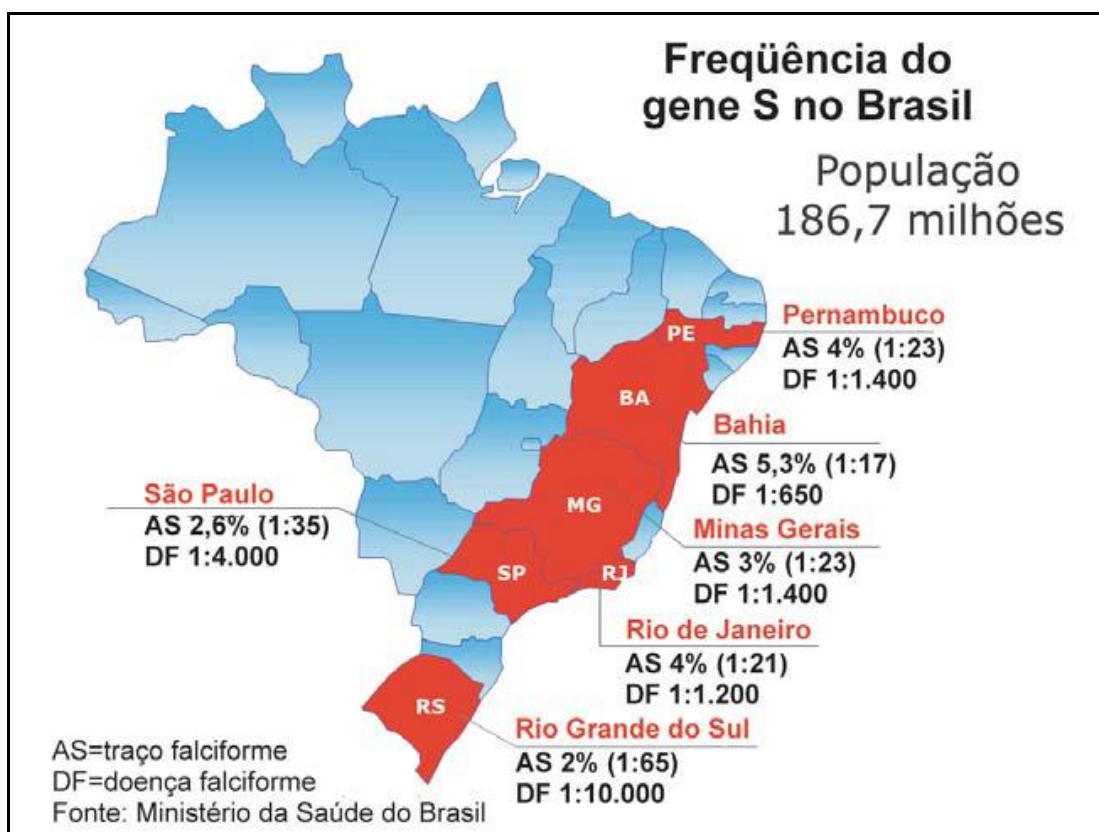 Freqüência do
gene S no Brasil
População
186,7 milhões
PE
Pernambuco
AS 4% (1:23)
DF 1:1.400
BA
Bahia
AS 5,3% (1:17)
DF 1:650
São Paulo
AS 2,6% (1:35)
DF 1:4.000
MG
Minas Gerais
AS 3% (1:23)
DF 1:1.400
SP
RJ
Rio de Janeiro
AS 4% (1:21)
DF 1:1.200
RS
Rio Grande do Sul
AS 2% (1:65)
DF 1:10.000
AS=traço falciforme
DF=doença falciforme
Fonte: Ministério da Saúde do Brasil